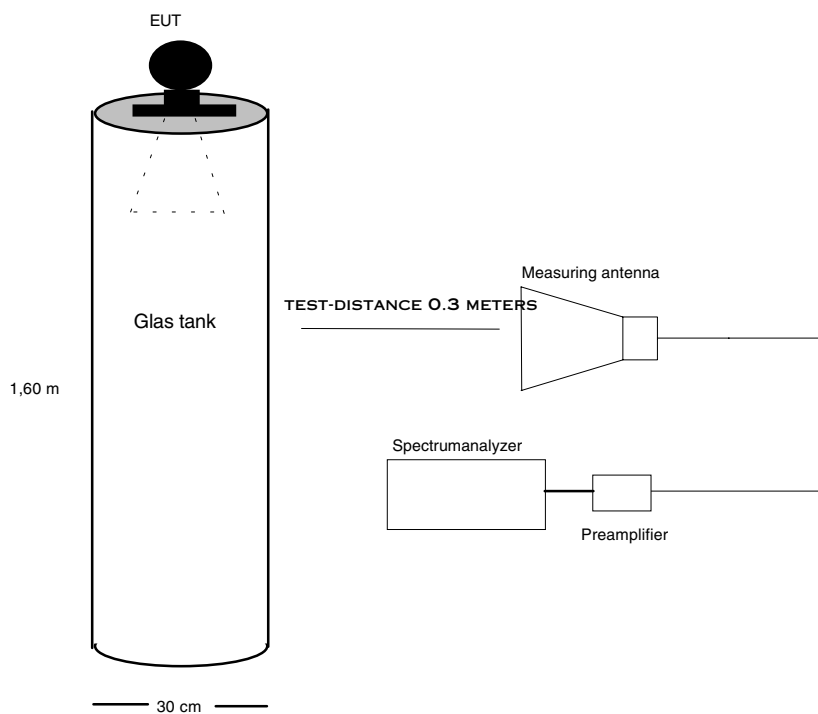 EUT
Measuring antenna
TEST-DISTANCE 0.3 METERS
Glas tank
1,60 m
Spectrumanalyzer
Preamplifier
30 cm